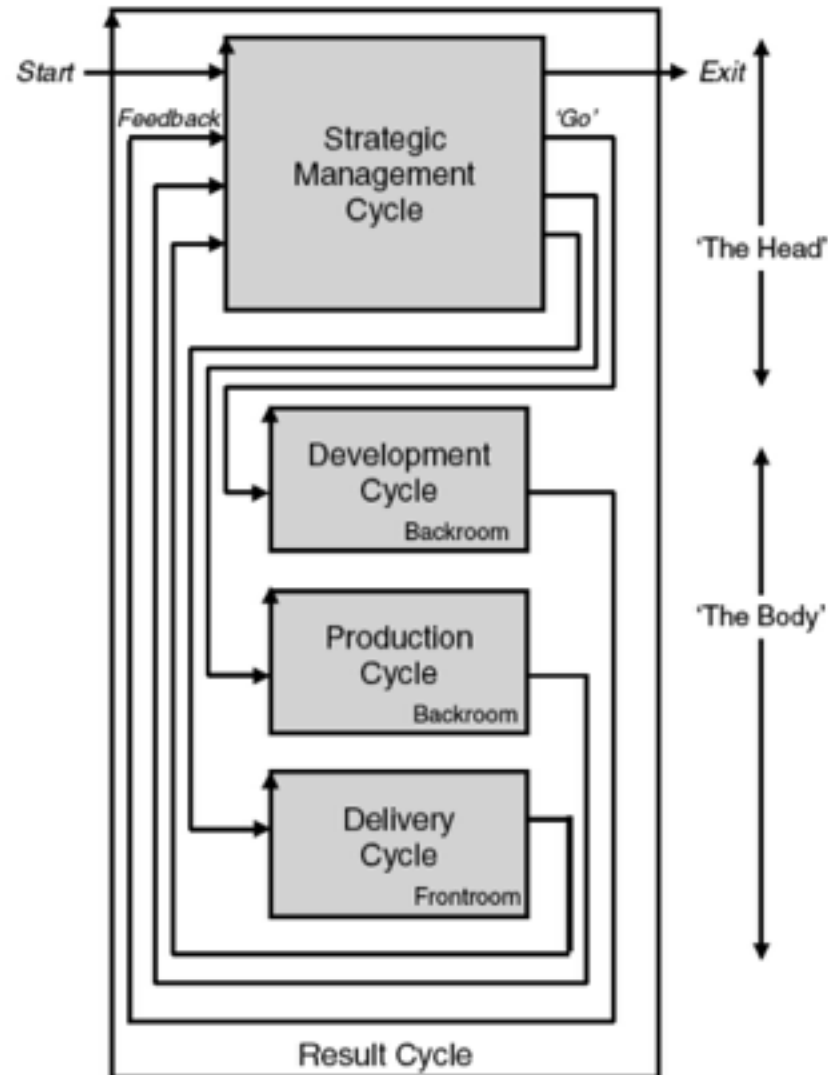 Start
Exit
Feedback
'Go'
Strategic
Management
Cycle
'The Head'
Development
Cycle
Backroom
'The Body'
Production
Cycle
Backroom
Delivery
Cycle
Frontroom
Result Cycle